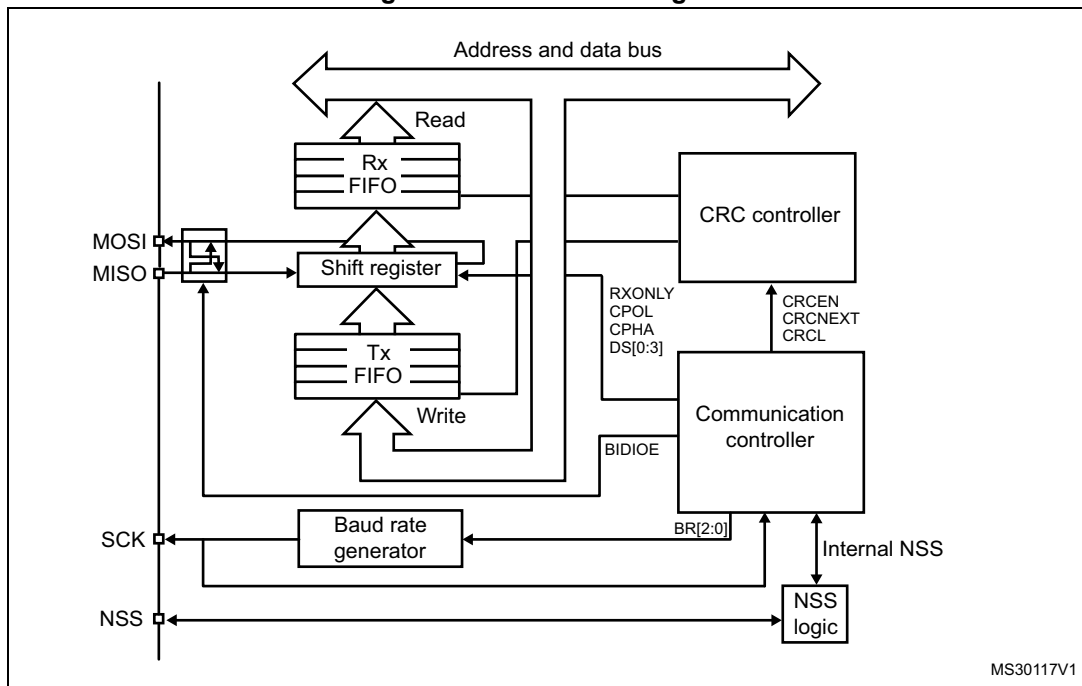 Address and data bus
Read
Rx
FIFO
CRC controller
MOSI
MISO
Shift register
RXONLY
CPOL
CPHA
DS[0:3]
CRCEN
CRCNEXT
CRCL
Tx
FIFO
Write
Communication
controller
BIDIOE
SCK
Baud rate
generator
BR[2:0]
Internal NSS
NSS
NSS
logic
MS30117V1